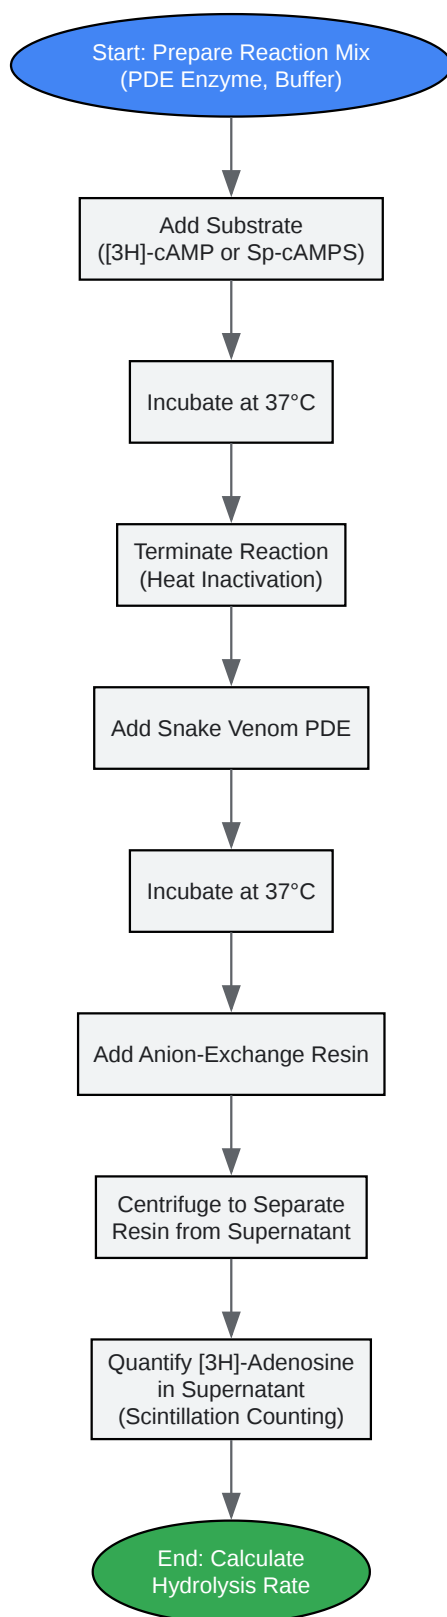 Start: Prepare Reaction Mix
(PDE Enzyme, Buffer)
Add Substrate
([3H]-cAMP or Sp-cAMPS)
Incubate at 37°C
Terminate Reaction
(Heat Inactivation)
Add Snake Venom PDE
Incubate at 37°C
Add Anion-Exchange Resin
Centrifuge to Separate
Resin from Supernatant
Quantify [3H]-Adenosine
in Supernatant
(Scintillation Counting)
End: Calculate
Hydrolysis Rate